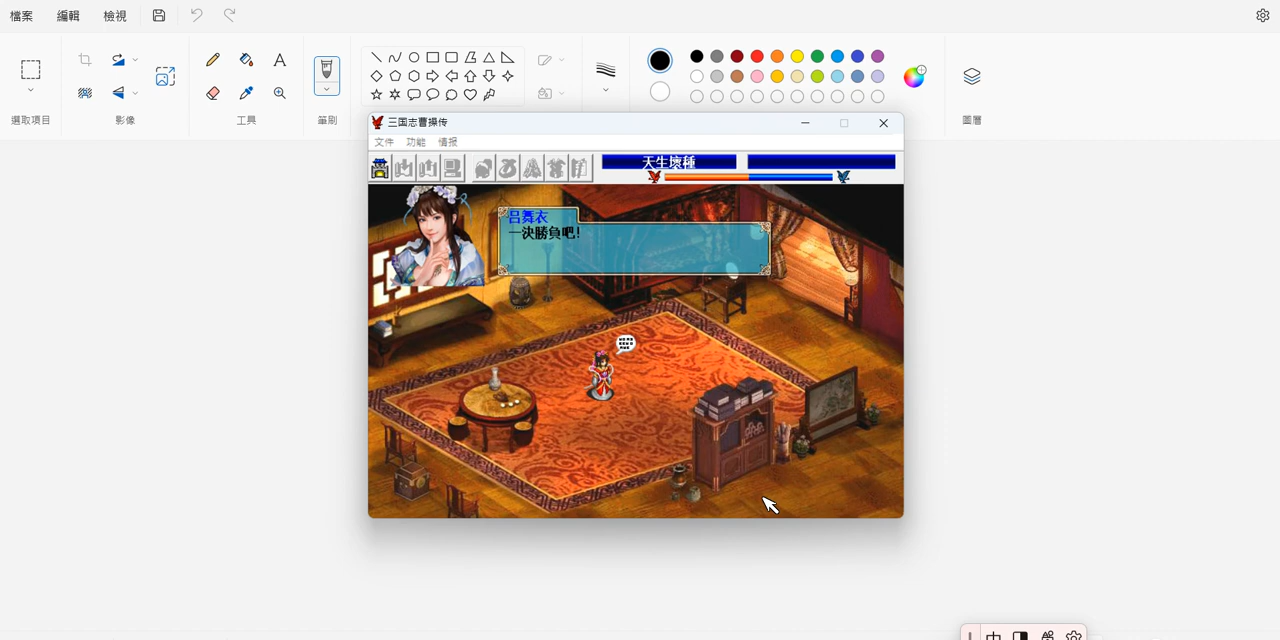 檔案 編輯 檢視
選取項目 影像 工具 筆刷 圖層
三国志曹操传
文件 功能 情报
天生壞種
呂舞衣
一決勝負吧!
中